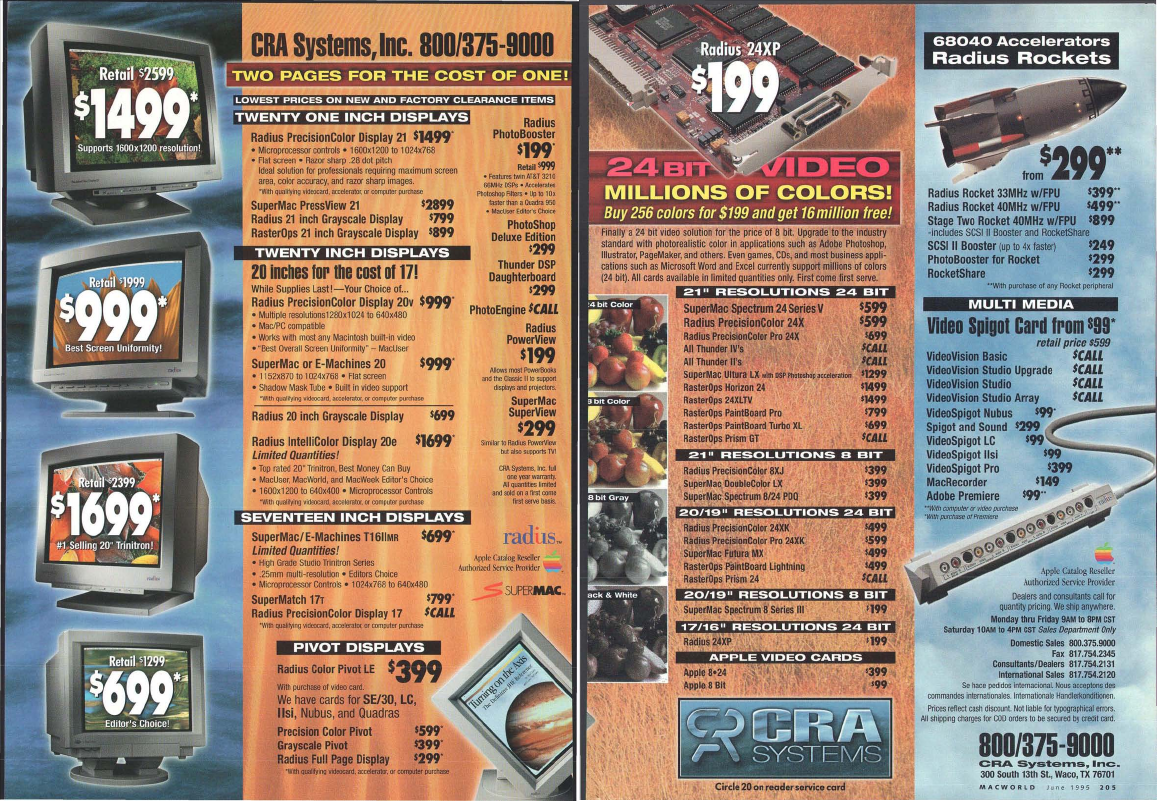 Retail $2599
$1499*
Supports 1600x1200 resolution!
Retail $1999
$999*
Best Screen Uniformity!
Retail $2399
$1699*
#1 Selling 20" Trinitron!
Retail $1299
$699*
Editor's Choice!
CRA Systems, Inc. 800/375-9000
TWO PAGES FOR THE COST OF ONE!
LOWEST PRICES ON NEW AND FACTORY CLEARANCE ITEMS
TWENTY ONE INCH DISPLAYS
Radius PrecisionColor Display 21 $1499*
• Microprocessor controls • 1600x1200 to 1024x768
• Flat screen • Razor sharp .28 dot pitch
Ideal solution for professionals requiring maximum screen
area, color accuracy, and razor sharp images.
*With qualifying videocard, accelerator, or computer purchase
SuperMac PressView 21 $2899
Radius 21 inch Grayscale Display $799
RasterOps 21 inch Grayscale Display $899
TWENTY INCH DISPLAYS
20 inches for the cost of 17!
While Supplies Last!—Your Choice of...
Radius PrecisionColor Display 20v $999*
• Multiple resolutions1280x1024 to 640x480
• Mac/PC compatible
• Works with most any Macintosh built-in video
• "Best Overall Screen Uniformity" – MacUser
SuperMac or E-Machines 20 $999*
• 1152x870 to 1024x768 • Flat screen
• Shadow Mask Tube • Built in video support
*With qualifying videocard, accelerator, or computer purchase
Radius 20 inch Grayscale Display $699
Radius IntelliColor Display 20e $1699*
Limited Quantities!
• Top rated 20" Trinitron, Best Money Can Buy
• MacUser, MacWorld, and MacWeek Editor's Choice
• 1600x1200 to 640x400 • Microprocessor Controls
*With qualifying videocard, accelerator, or computer purchase
SEVENTEEN INCH DISPLAYS
SuperMac/E-Machines T16IIMR $699*
Limited Quantities!
• High Grade Studio Trinitron Series
• .25mm multi-resolution • Editors Choice
• Microprocessor Controls • 1024x768 to 640x480
SuperMatch 17T $799*
Radius PrecisionColor Display 17 $CALL
*With qualifying videocard, accelerator or computer purchase
PIVOT DISPLAYS
Radius Color Pivot LE $399
With purchase of video card.
We have cards for SE/30, LC,
IIsi, Nubus, and Quadras
Precision Color Pivot $599*
Grayscale Pivot $399*
Radius Full Page Display $299*
*With qualifying videocard, accelerator, or computer purchase
Radius
PhotoBooster
$199*
Retail $999
• Features twin AT&T 3210
66MHz DSPs • Accelerates
Photoshop Filters • Up to 10x
faster than a Quadra 950
• MacUser Editor's Choice
PhotoShop
Deluxe Edition
$299
Thunder DSP
Daughterboard
$299
PhotoEngine $CALL
Radius
PowerView
$199
Allows most PowerBooks
and the Classic II to support
displays and projectors.
SuperMac
SuperView
$299
Similar to Radius PowerView
but also supports TV!
CRA Systems, Inc. full
one year warranty.
All quantities limited
and sold on a first come
first serve basis.
radius™
Apple Catalog Reseller
Authorized Service Provider
SUPERMAC™
Turning on the Axis
Radius 24XP
$199
24 BIT VIDEO
MILLIONS OF COLORS!
Buy 256 colors for $199 and get 16 million free!
Finally a 24 bit video solution for the price of 8 bit. Upgrade to the industry
standard with photorealistic color in applications such as Adobe Photoshop,
Illustrator, PageMaker, and others. Even games, CDs, and most business appli-
cations such as Microsoft Word and Excel currently support millions of colors
(24 bit). All cards available in limited quantities only. First come first serve.
24 bit Color
8 bit Color
8 bit Gray
ack & White
21" RESOLUTIONS 24 BIT
SuperMac Spectrum 24 Series V $599
Radius PrecisionColor 24X $599
Radius PrecisionColor Pro 24X $699
All Thunder IV's $CALL
All Thunder II's $CALL
SuperMac Ultura LX with DSP Photoshop acceleration $1299
RasterOps Horizon 24 $1499
RasterOps 24XLTV $1499
RasterOps PaintBoard Pro $799
RasterOps PaintBoard Turbo XL $699
RasterOps Prism GT $CALL
21" RESOLUTIONS 8 BIT
Radius PrecisionColor 8XJ $399
SuperMac DoubleColor LX $399
SuperMac Spectrum 8/24 PDQ $399
20/19" RESOLUTIONS 24 BIT
Radius PrecisionColor 24XK $499
Radius PrecisionColor Pro 24XK $599
SuperMac Futura MX $499
RasterOps PaintBoard Lightning $499
RasterOps Prism 24 $CALL
20/19" RESOLUTIONS 8 BIT
SuperMac Spectrum 8 Series III $199
17/16" RESOLUTIONS 24 BIT
Radius 24XP $199
APPLE VIDEO CARDS
Apple 8•24 $399
Apple 8 Bit $99
CRA
SYSTEMS
Circle 20 on reader service card
68040 Accelerators
Radius Rockets
from $299**
Radius Rocket 33MHz w/FPU $399**
Radius Rocket 40MHz w/FPU $499**
Stage Two Rocket 40MHz w/FPU $899
-includes SCSI II Booster and RocketShare
SCSI II Booster (up to 4x faster) $249
PhotoBooster for Rocket $299
RocketShare $299
**With purchase of any Rocket peripheral
MULTI MEDIA
Video Spigot Card from $99*
retail price $599
VideoVision Basic $CALL
VideoVision Studio Upgrade $CALL
VideoVision Studio $CALL
VideoVision Studio Array $CALL
VideoSpigot Nubus $99*
Spigot and Sound $299
VideoSpigot LC $99
VideoSpigot IIsi $99
VideoSpigot Pro $399
MacRecorder $149
Adobe Premiere $99**
**With computer or video purchase
*With purchase of Premiere
Apple Catalog Reseller
Authorized Service Provider
Dealers and consultants call for
quantity pricing. We ship anywhere.
Monday thru Friday 9AM to 8PM CST
Saturday 10AM to 4PM CST Sales Department Only
Domestic Sales 800.375.9000
Fax 817.754.2345
Consultants/Dealers 817.754.2131
International Sales 817.754.2120
Se hace pedidos internacional. Nous acceptons des
commandes internationales. Internationale Handlerkonditionen.
Prices reflect cash discount. Not liable for typographical errors.
All shipping charges for COD orders to be secured by credit card.
800/375-9000
CRA Systems, Inc.
300 South 13th St., Waco, TX 76701
MACWORLD June 1995 205